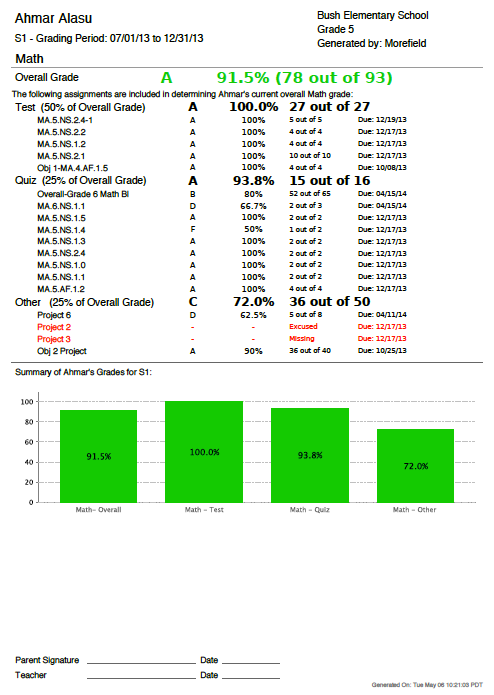 Ahmar Alasu
Bush Elementary School
S1 - Grading Period: 07/01/13 to 12/31/13
Grade 5
Generated by: Morefield
Math
Overall Grade A 91.5% (78 out of 93)
The following assignments are included in determining Ahmar's current overall Math grade:
Test (50% of Overall Grade) A 100.0% 27 out of 27
MA.5.NS.2.4-1 A 100% 5 out of 5 Due: 12/19/13
MA.5.NS.2.2 A 100% 4 out of 4 Due: 12/17/13
MA.5.NS.1.2 A 100% 4 out of 4 Due: 12/17/13
MA.5.NS.2.1 A 100% 10 out of 10 Due: 12/17/13
Obj 1-MA.4.AF.1.5 A 100% 4 out of 4 Due: 10/08/13
Quiz (25% of Overall Grade) A 93.8% 15 out of 16
Overall-Grade 6 Math BI B 80% 52 out of 65 Due: 04/15/14
MA.6.NS.1.1 D 66.7% 2 out of 3 Due: 04/15/14
MA.5.NS.1.5 A 100% 2 out of 2 Due: 12/17/13
MA.5.NS.1.4 F 50% 1 out of 2 Due: 12/17/13
MA.5.NS.1.3 A 100% 2 out of 2 Due: 12/17/13
MA.5.NS.2.4 A 100% 2 out of 2 Due: 12/17/13
MA.5.NS.1.0 A 100% 2 out of 2 Due: 12/17/13
MA.5.NS.1.1 A 100% 2 out of 2 Due: 12/17/13
MA.5.AF.1.2 A 100% 4 out of 4 Due: 12/17/13
Other (25% of Overall Grade) C 72.0% 36 out of 50
Project 6 D 62.5% 5 out of 8 Due: 04/11/14
Project 2 - - Excused Due: 12/17/13
Project 3 - - Missing Due: 12/17/13
Obj 2 Project A 90% 36 out of 40 Due: 10/25/13
Summary of Ahmar's Grades for S1:
100
80
60
40
20
0
91.5%
100.0%
93.8%
72.0%
Math- Overall
Math - Test
Math - Quiz
Math - Other
Parent Signature Date
Teacher Date
Generated On: Tue May 06 10:21:03 PDT